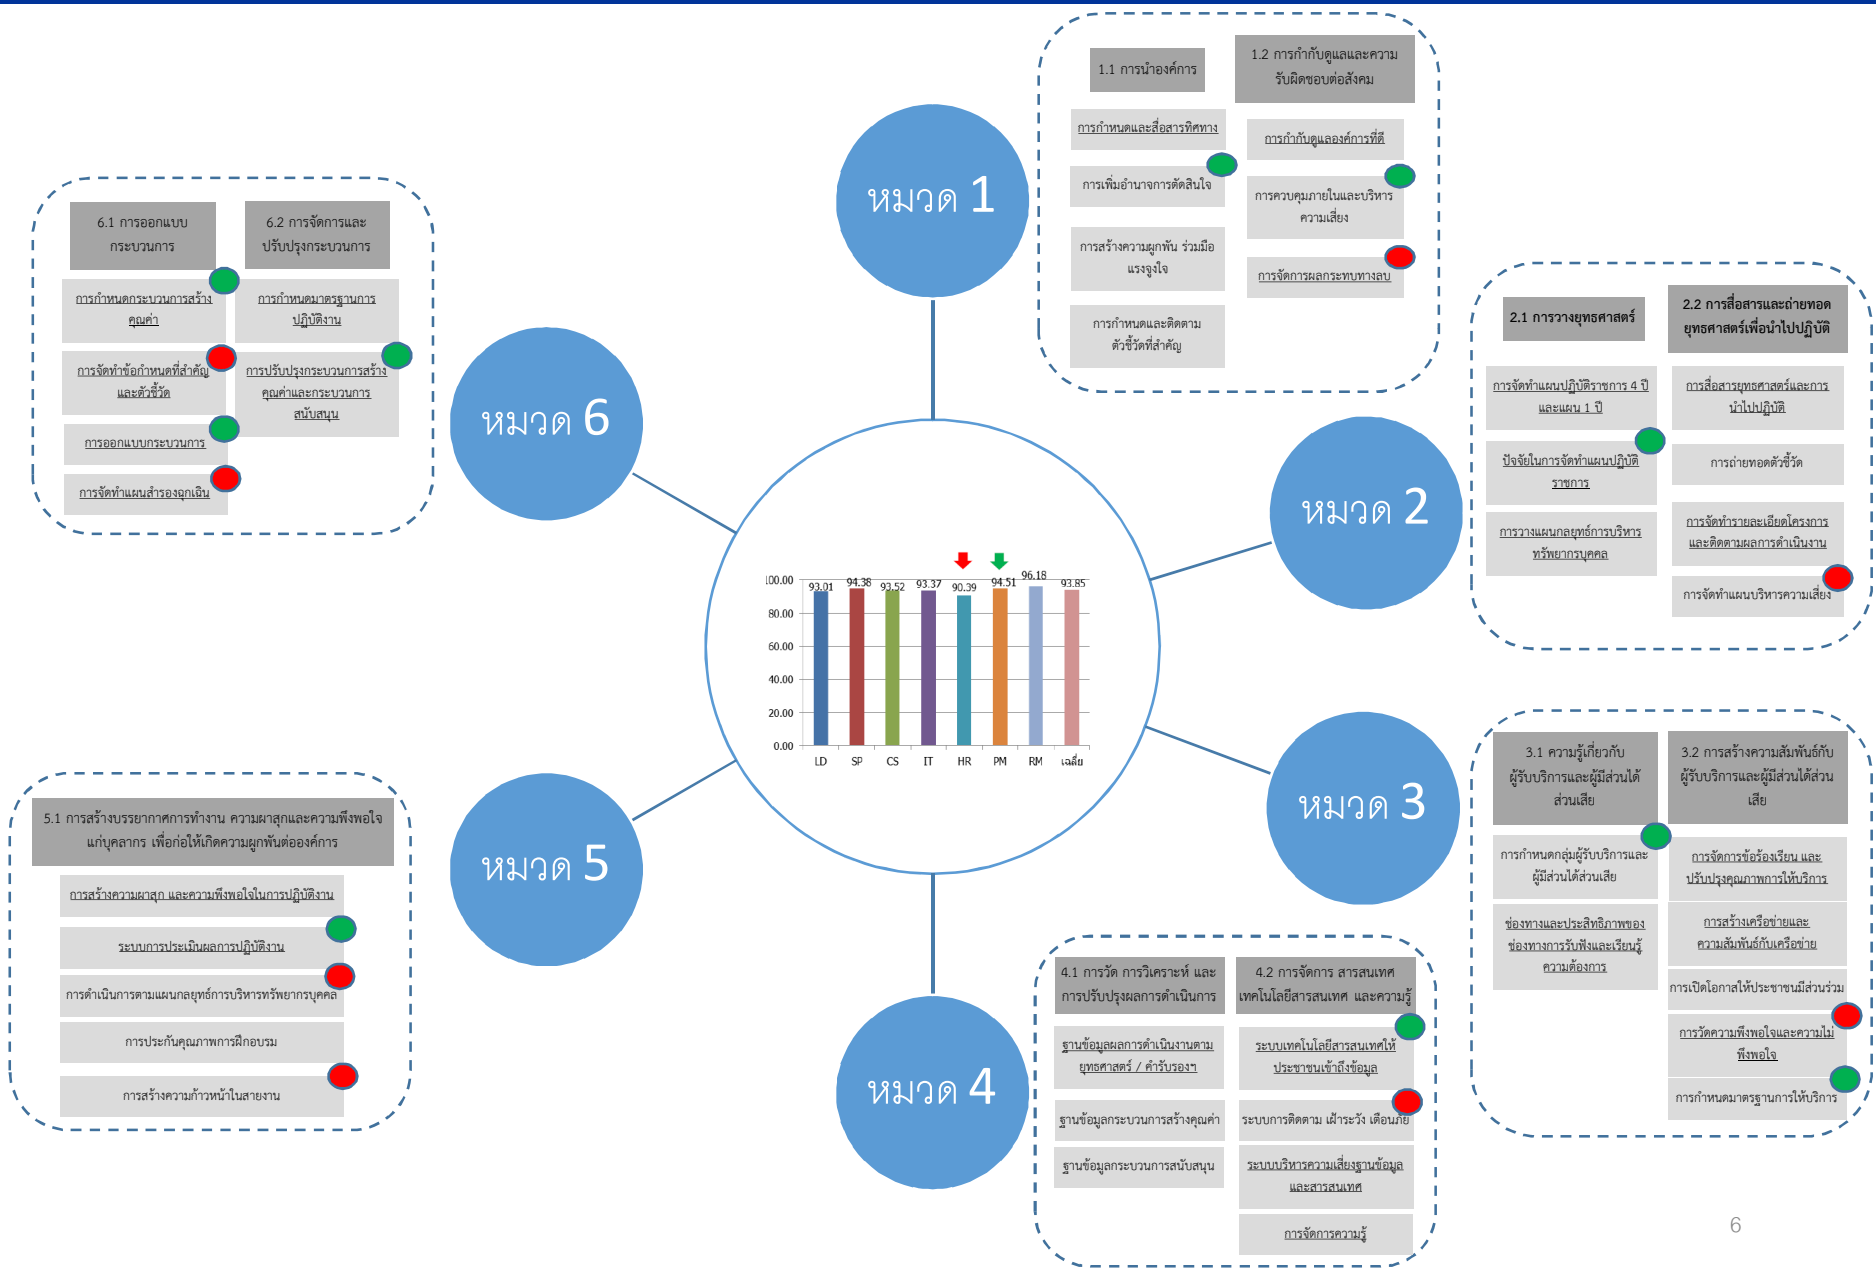 1.1 การนำองค์การ
1.2 การกำกับดูแลและความ
รับผิดชอบต่อสังคม
การกำหนดและสื่อสารทิศทาง
การเพิ่มอำนาจการตัดสินใจ
การสร้างความผูกพัน ร่วมมือ
แรงจูงใจ
การกำหนดและติดตาม
ตัวชี้วัดที่สำคัญ
การกำกับดูแลองค์การที่ดี
การควบคุมภายในและบริหาร
ความเสี่ยง
การจัดการผลกระทบทางลบ
หมวด 1
6.1 การออกแบบ
กระบวนการ
6.2 การจัดการและ
ปรับปรุงกระบวนการ
การกำหนดกระบวนการสร้าง
คุณค่า
การจัดทำข้อกำหนดที่สำคัญ
และตัวชี้วัด
การออกแบบกระบวนการ
การจัดทำแผนสำรองฉุกเฉิน
การกำหนดมาตรฐานการ
ปฏิบัติงาน
การปรับปรุงกระบวนการสร้าง
คุณค่าและกระบวนการ
สนับสนุน
หมวด 6
2.1 การวางยุทธศาสตร์
2.2 การสื่อสารและถ่ายทอด
ยุทธศาสตร์เพื่อนำไปปฏิบัติ
การจัดทำแผนปฏิบัติราชการ 4 ปี
และแผน 1 ปี
ปัจจัยในการจัดทำแผนปฏิบัติ
ราชการ
การวางแผนกลยุทธ์การบริหาร
ทรัพยากรบุคคล
การสื่อสารยุทธศาสตร์และการ
นำไปปฏิบัติ
การถ่ายทอดตัวชี้วัด
การจัดทำรายละเอียดโครงการ
และติดตามผลการดำเนินงาน
การจัดทำแผนบริหารความเสี่ยง
หมวด 2
93.01 94.38 93.52 93.37 90.39 94.51 96.18 93.85
100.00
80.00
60.00
40.00
20.00
0.00
LD SP CS IT HR PM RM เฉลี่ย
3.1 ความรู้เกี่ยวกับ
ผู้รับบริการและผู้มีส่วนได้
ส่วนเสีย
3.2 การสร้างความสัมพันธ์กับ
ผู้รับบริการและผู้มีส่วนได้ส่วน
เสีย
การกำหนดกลุ่มผู้รับบริการและ
ผู้มีส่วนได้ส่วนเสีย
ช่องทางและประสิทธิภาพของ
ช่องทางการรับฟังและเรียนรู้
ความต้องการ
การจัดการข้อร้องเรียน และ
ปรับปรุงคุณภาพการให้บริการ
การสร้างเครือข่ายและ
ความสัมพันธ์กับเครือข่าย
การเปิดโอกาสให้ประชาชนมีส่วนร่วม
การวัดความพึงพอใจและความไม่
พึงพอใจ
การกำหนดมาตรฐานการให้บริการ
หมวด 3
5.1 การสร้างบรรยากาศการทำงาน ความผาสุกและความพึงพอใจ
แก่บุคลากร เพื่อก่อให้เกิดความผูกพันต่อองค์การ
การสร้างความผาสุก และความพึงพอใจในการปฏิบัติงาน
ระบบการประเมินผลการปฏิบัติงาน
การดำเนินการตามแผนกลยุทธ์การบริหารทรัพยากรบุคคล
การประกันคุณภาพการฝึกอบรม
การสร้างความก้าวหน้าในสายงาน
หมวด 5
4.1 การวัด การวิเคราะห์ และ
การปรับปรุงผลการดำเนินการ
4.2 การจัดการ สารสนเทศ
เทคโนโลยีสารสนเทศ และความรู้
ฐานข้อมูลผลการดำเนินงานตาม
ยุทธศาสตร์ / คำรับรองฯ
ฐานข้อมูลกระบวนการสร้างคุณค่า
ฐานข้อมูลกระบวนการสนับสนุน
ระบบเทคโนโลยีสารสนเทศให้
ประชาชนเข้าถึงข้อมูล
ระบบการติดตาม เฝ้าระวัง เตือนภัย
ระบบบริหารความเสี่ยงฐานข้อมูล
และสารสนเทศ
การจัดการความรู้
หมวด 4
6